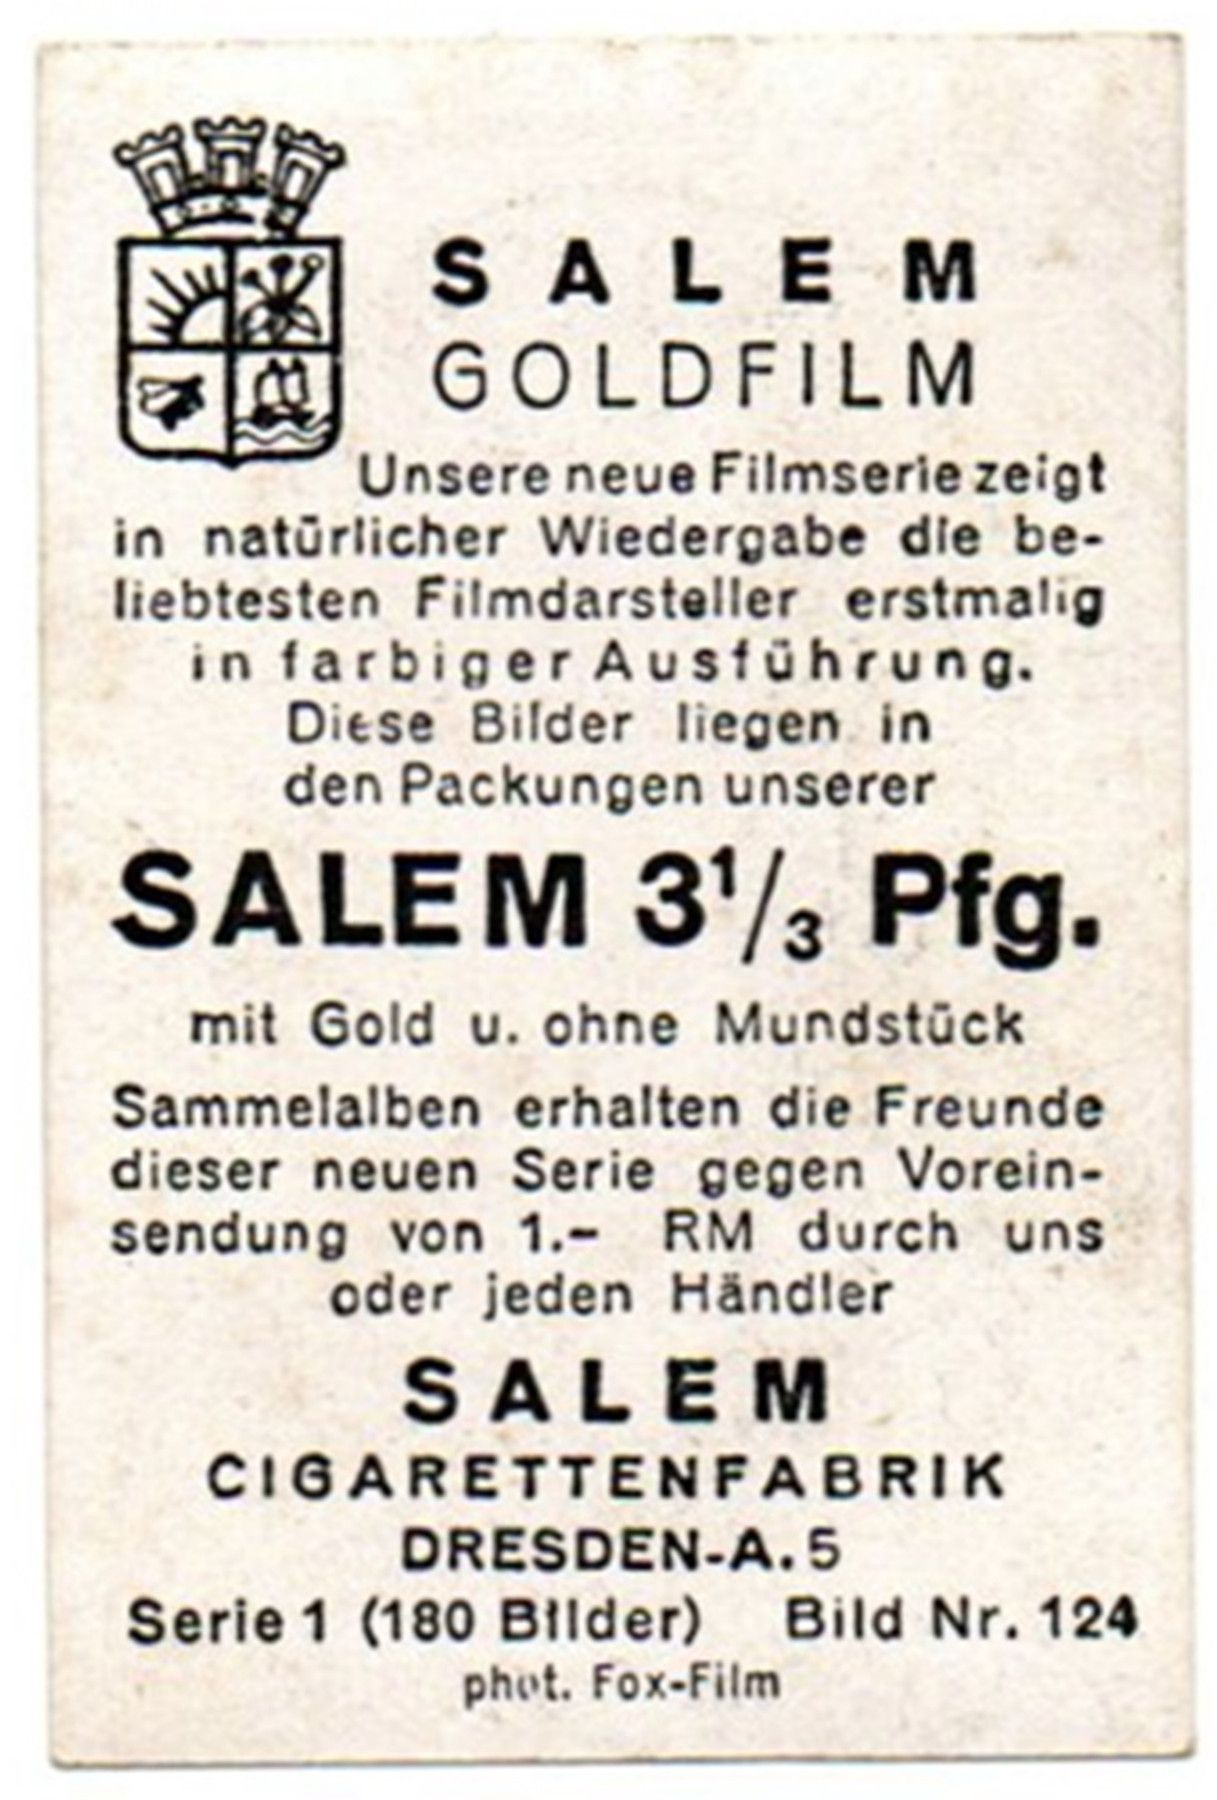 SALEM
GOLDFILM
Unsere neue Filmserie zeigt
in natürlicher Wiedergabe die be-
liebtesten Filmdarsteller erstmalig
in farbiger Ausführung.
Diese Bilder liegen in
den Packungen unserer
SALEM 3 1/3 Pfg.
mit Gold u. ohne Mundstück
Sammelalben erhalten die Freunde
dieser neuen Serie gegen Vorein-
sendung von 1.– RM durch uns
oder jeden Händler
SALEM
CIGARETTENFABRIK
DRESDEN-A. 5
Serie 1 (180 Bilder) Bild Nr. 124
phot. Fox-Film